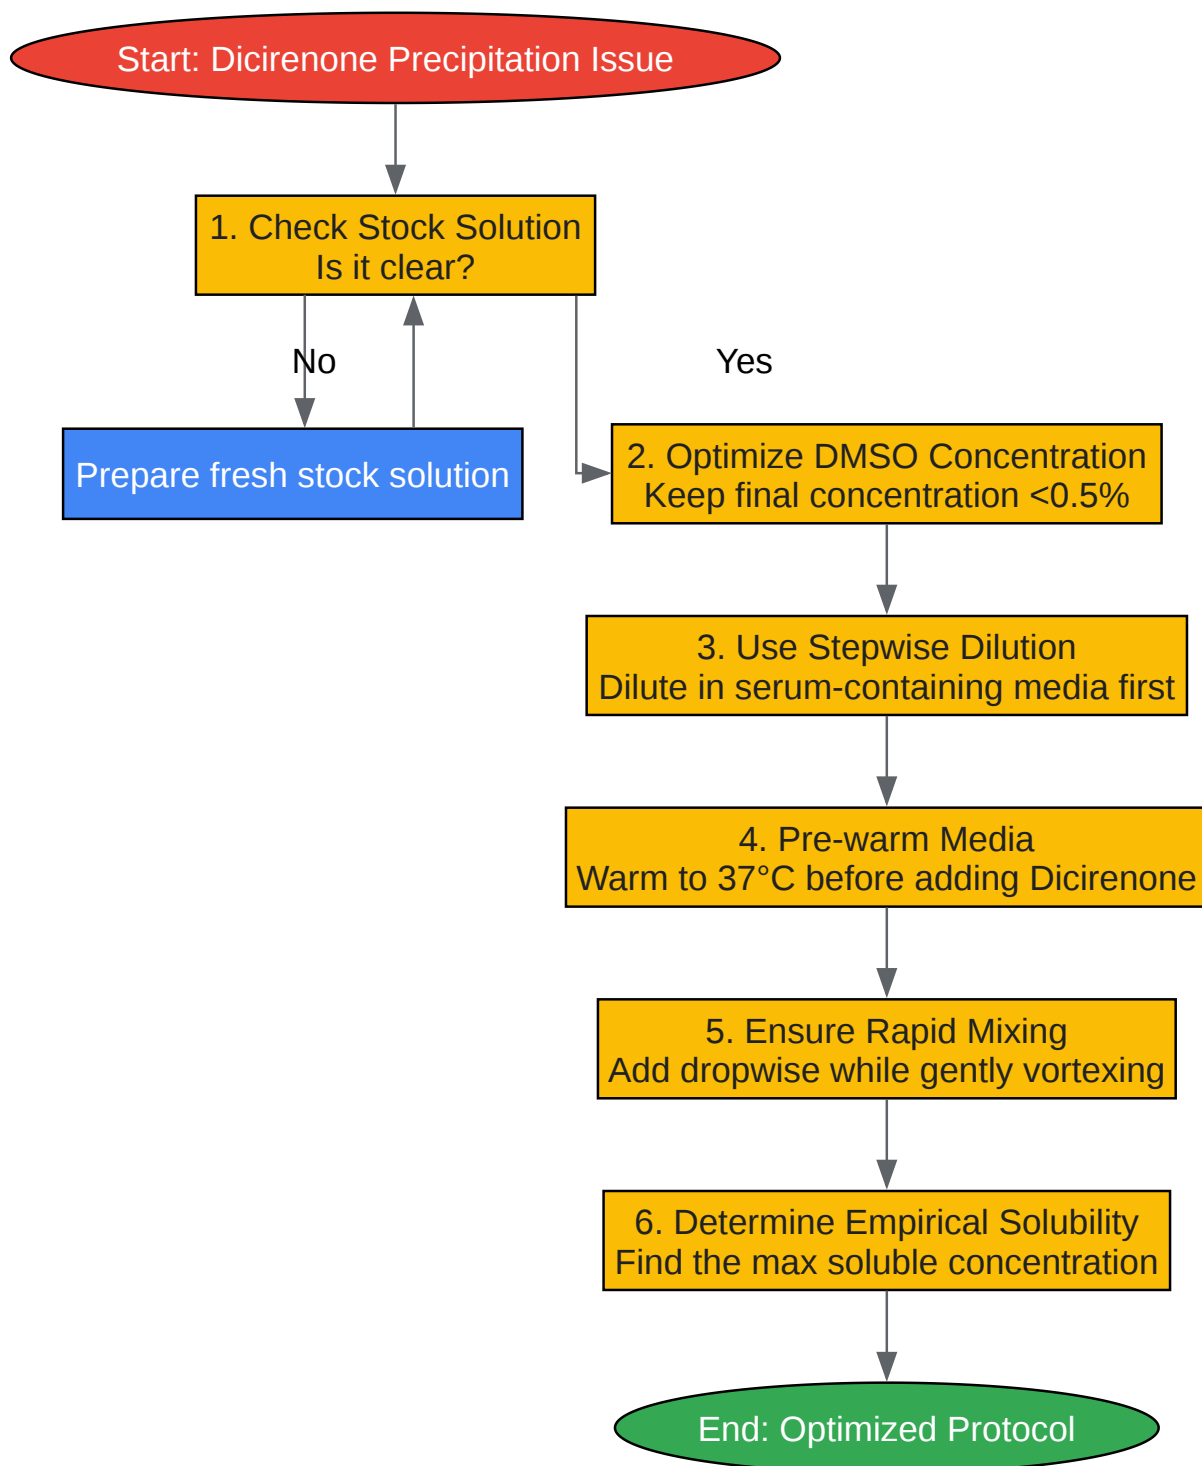 Start: Dicirenone Precipitation Issue
1. Check Stock Solution
Is it clear?
No
Yes
Prepare fresh stock solution
2. Optimize DMSO Concentration
Keep final concentration <0.5%
3. Use Stepwise Dilution
Dilute in serum-containing media first
4. Pre-warm Media
Warm to 37°C before adding Dicirenone
5. Ensure Rapid Mixing
Add dropwise while gently vortexing
6. Determine Empirical Solubility
Find the max soluble concentration
End: Optimized Protocol